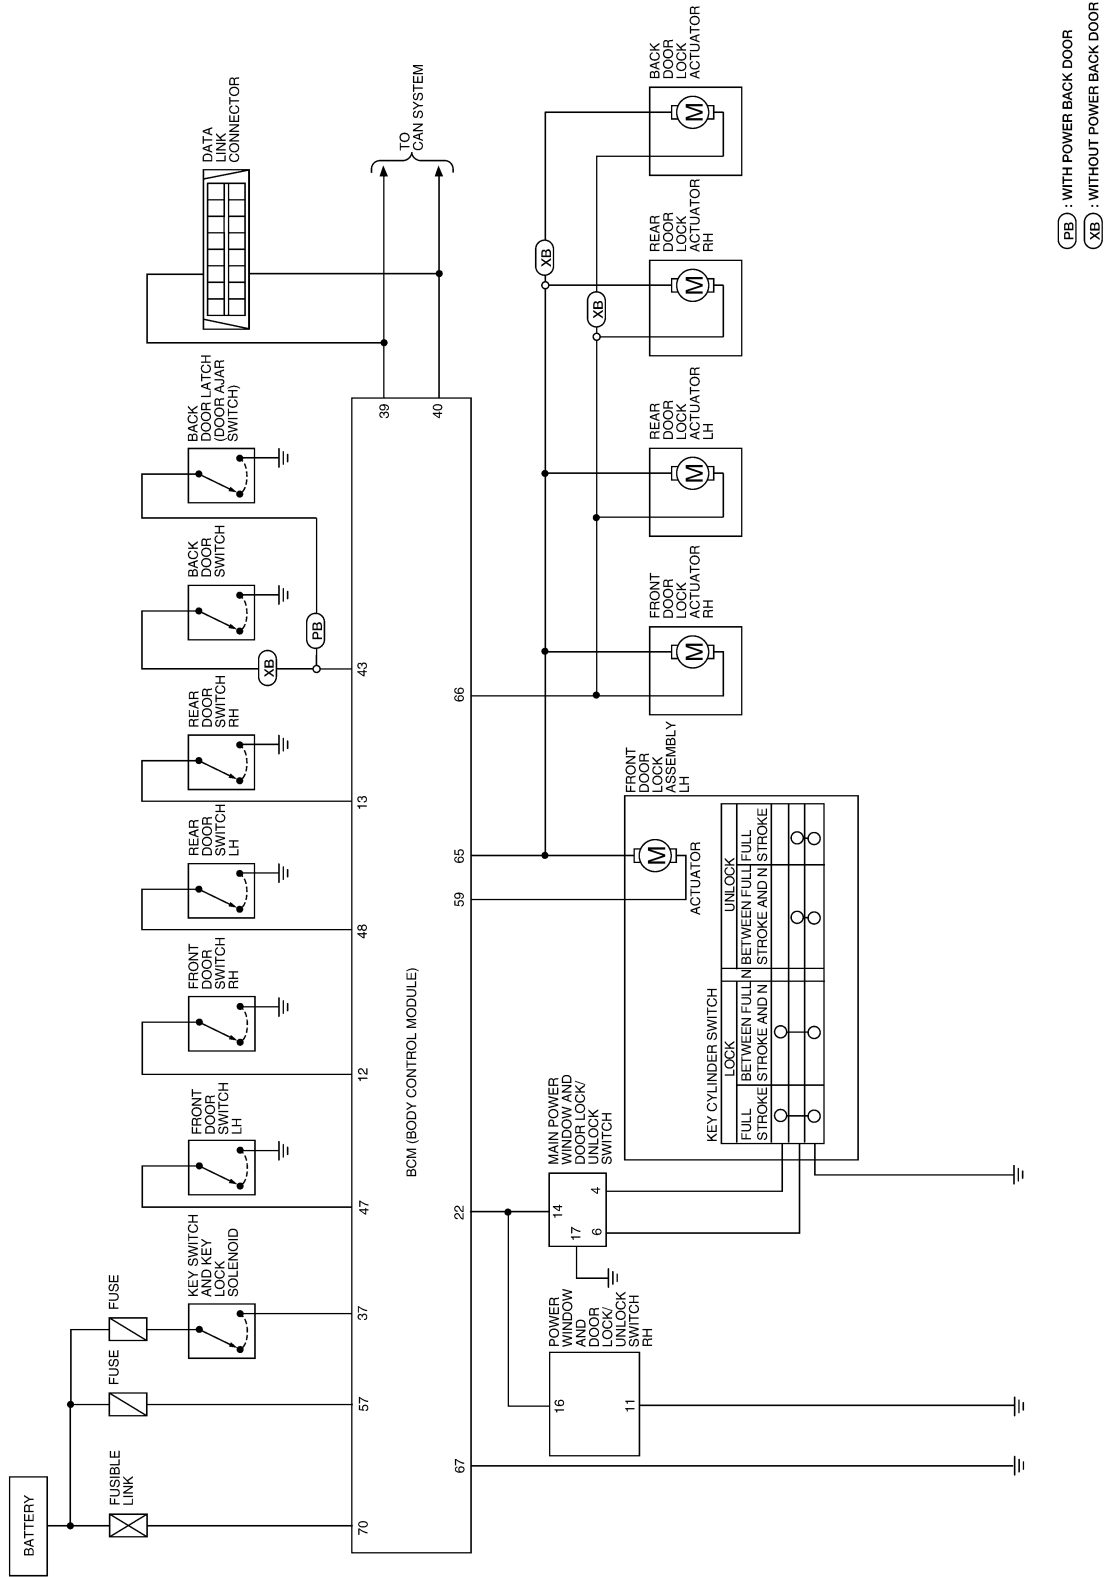 BATTERY
FUSIBLE
LINK
FUSE
FUSE
KEY SWITCH
AND KEY
LOCK
SOLENOID
FRONT
DOOR
SWITCH
LH
FRONT
DOOR
SWITCH
RH
REAR
DOOR
SWITCH
LH
REAR
DOOR
SWITCH
RH
BACK
DOOR
SWITCH
BACK
DOOR LATCH
(DOOR AJAR
SWITCH)
DATA
LINK
CONNECTOR
XB
PB
TO
CAN SYSTEM
70
57
37
47
12
48
13
43
39
40
BCM (BODY CONTROL MODULE)
67
22
59
65
66
XB
XB
POWER
WINDOW
AND
DOOR
LOCK/
UNLOCK
SWITCH
RH
16
11
MAIN POWER
WINDOW AND
DOOR LOCK/
UNLOCK
SWITCH
14
17
4
6
FRONT
DOOR
LOCK
ASSEMBLY
LH
M
ACTUATOR
KEY CYLINDER SWITCH
LOCK
N
UNLOCK
FULL
STROKE
BETWEEN FULL
STROKE AND N
BETWEEN FULL
STROKE AND N
FULL
STROKE
FRONT
DOOR
LOCK
ACTUATOR
RH
M
REAR
DOOR
LOCK
ACTUATOR
LH
M
REAR
DOOR
LOCK
ACTUATOR
RH
M
BACK
DOOR
LOCK
ACTUATOR
M
PB : WITH POWER BACK DOOR
XB : WITHOUT POWER BACK DOOR